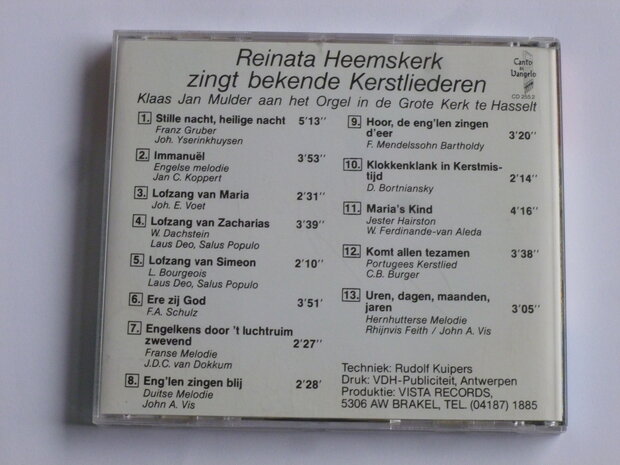 Reinata Heemskerk
zingt bekende Kerstliederen
Klaas Jan Mulder aan het Orgel in de Grote Kerk te Hasselt
Canto
Vangelo
CD 255 2
1. Stille nacht, heilige nacht 5'13''
Franz Gruber
Joh. Yserinkhuysen
2. Immanuël 3'53''
Engelse melodie
Jan C. Koppert
3. Lofzang van Maria 2'31''
Joh. E. Voet
4. Lofzang van Zacharias 3'39''
W. Dachstein
Laus Deo, Salus Populo
5. Lofzang van Simeon 2'10''
L. Bourgeois
Laus Deo, Salus Populo
6. Ere zij God 3'51'
F.A. Schulz
7. Engelkens door 't luchtruim
zwevend 2'27''
Franse Melodie
J.D.C. van Dokkum
8. Eng'len zingen blij 2'28'
Duitse Melodie
John A. Vis
9. Hoor, de eng'len zingen
d'eer 3'20''
F. Mendelssohn Bartholdy
10. Klokkenklank in Kerstmis-
tijd 2'14''
D. Bortniansky
11. Maria's Kind 4'16''
Jester Hairston
W. Ferdinande-van Aleda
12. Komt allen tezamen 3'38''
Portugees Kerstlied
C.B. Burger
13. Uren, dagen, maanden,
jaren 3'05''
Hernhutterse Melodie
Rhijnvis Feith / John A. Vis
Techniek: Rudolf Kuipers
Druk: VDH-Publiciteit, Antwerpen
Produktie: VISTA RECORDS,
5306 AW BRAKEL, TEL. (04187) 1885